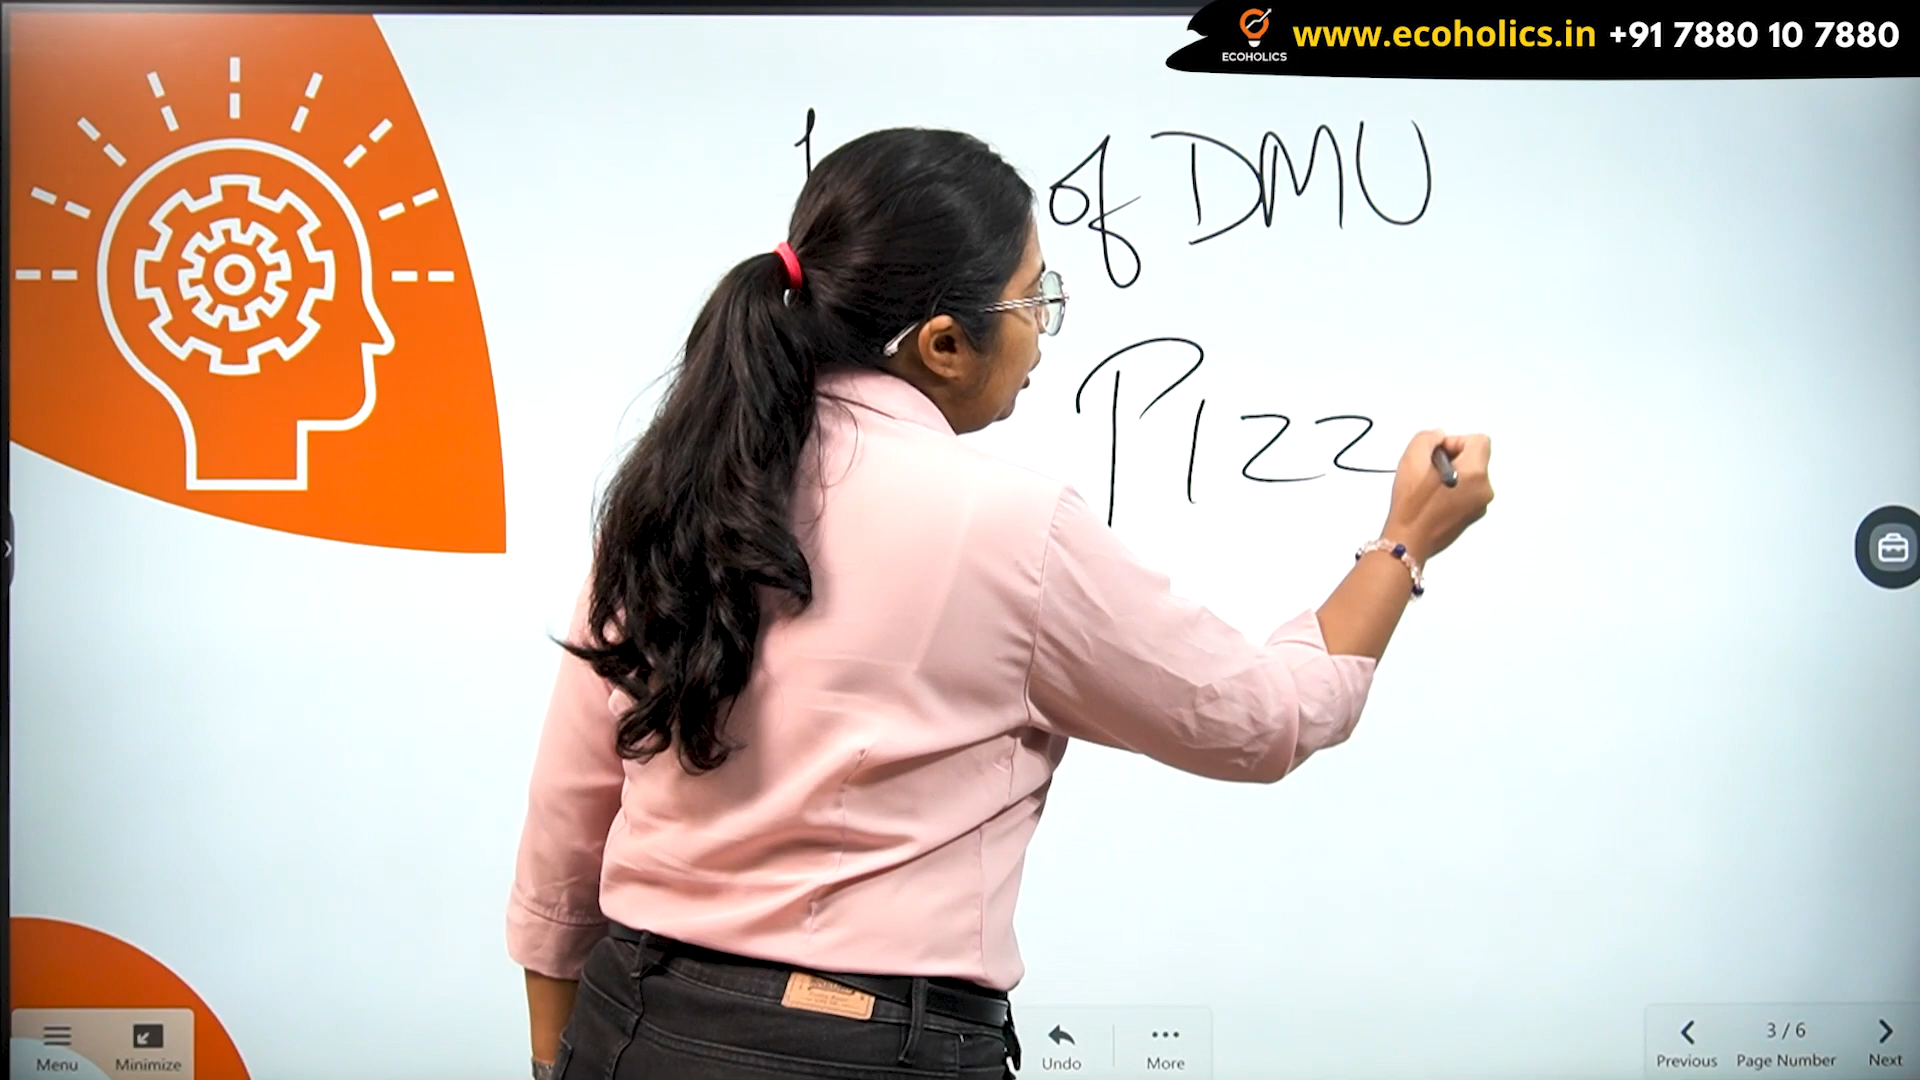 ECOHOLICS
www.ecoholics.in +91 7880 10 7880
of DMU
Pizz
Menu
Minimize
Undo
More
Previous
3 / 6
Page Number
Next